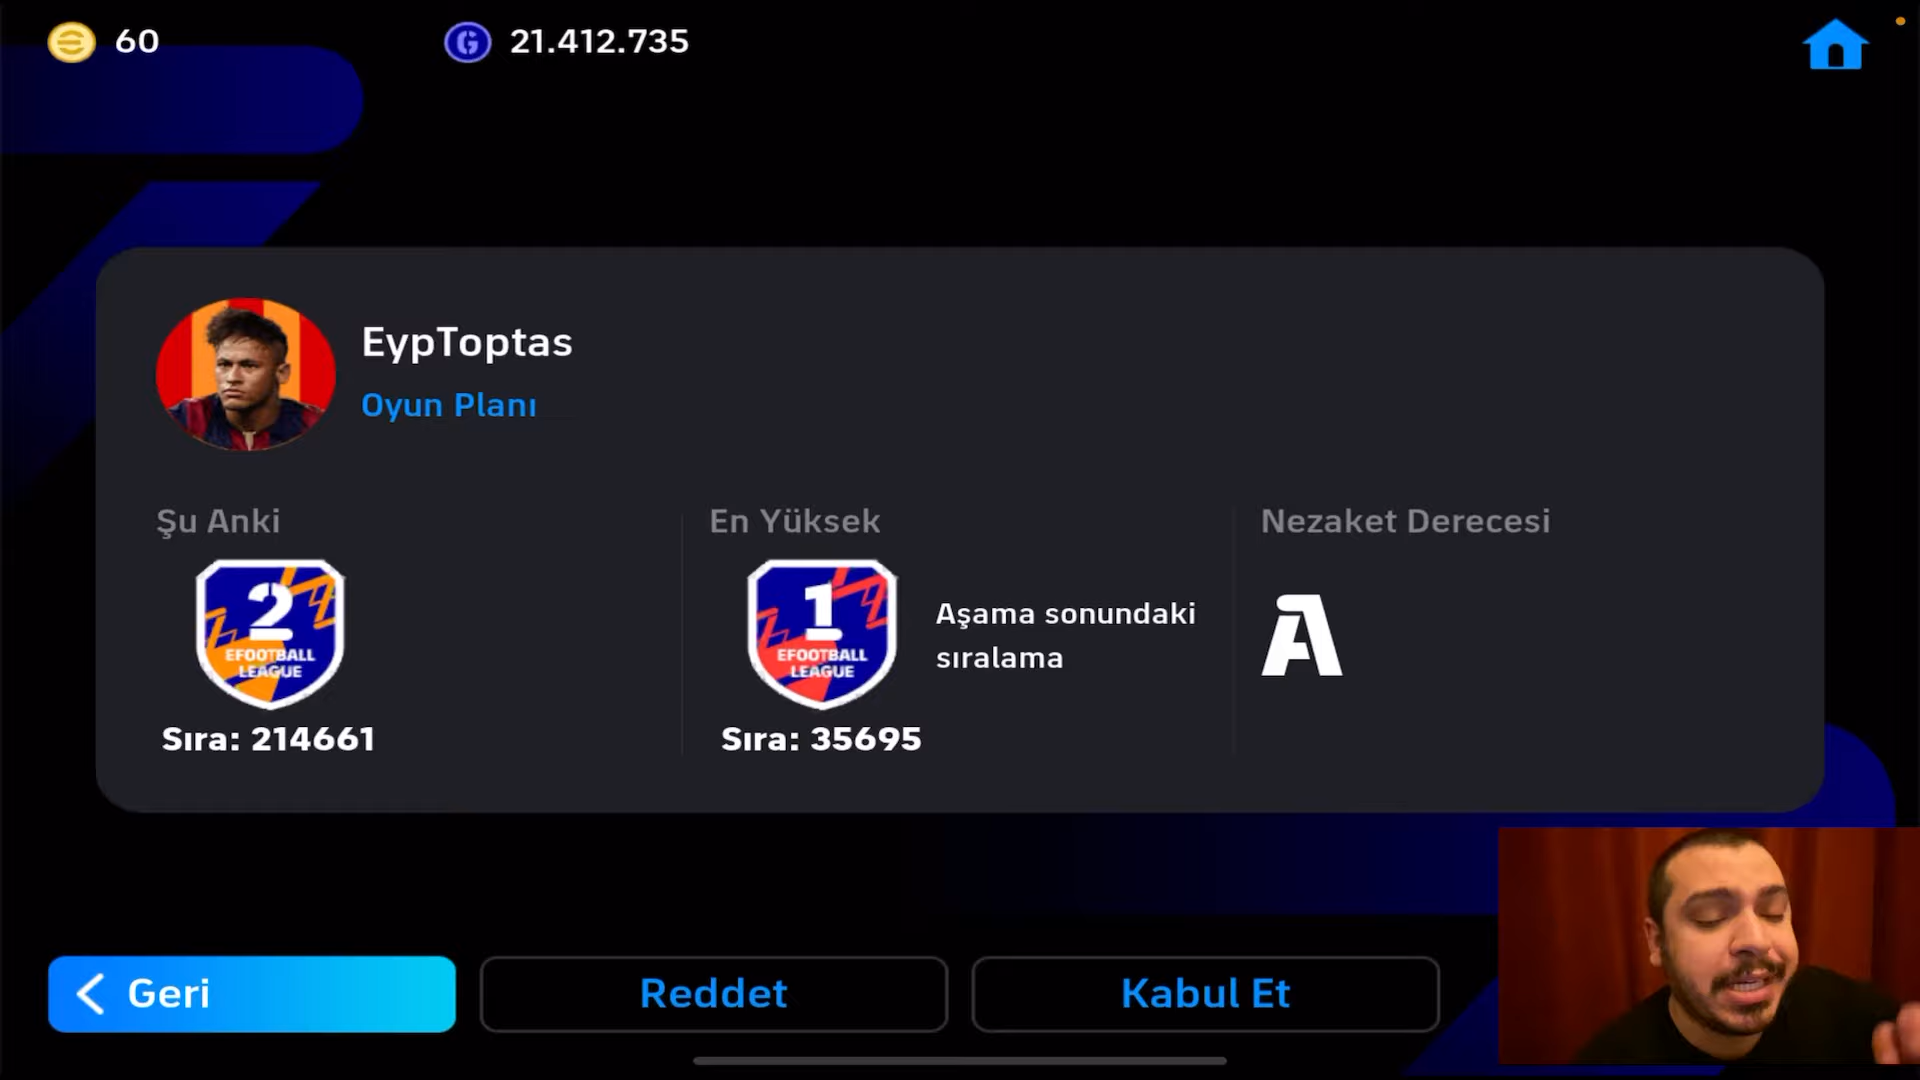 60
21.412.735
EypToptas
Oyun Planı
Şu Anki
2
EFOOTBALL
LEAGUE
Sıra: 214661
En Yüksek
1
EFOOTBALL
LEAGUE
Aşama sonundaki
sıralama
Sıra: 35695
Nezaket Derecesi
A
Geri
Reddet
Kabul Et